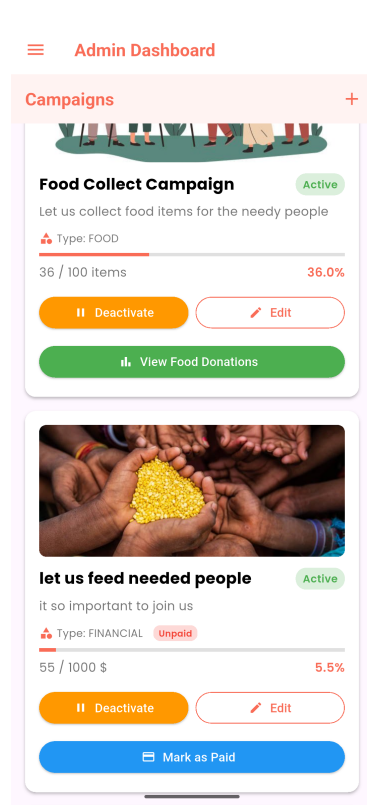 Admin Dashboard
Campaigns
Food Collect Campaign
Active
Let us collect food items for the needy people
Type: FOOD
36 / 100 items
36.0%
Deactivate
Edit
View Food Donations
let us feed needed people
Active
it so important to join us
Type: FINANCIAL
Unpaid
55 / 1000 $
5.5%
Deactivate
Edit
Mark as Paid